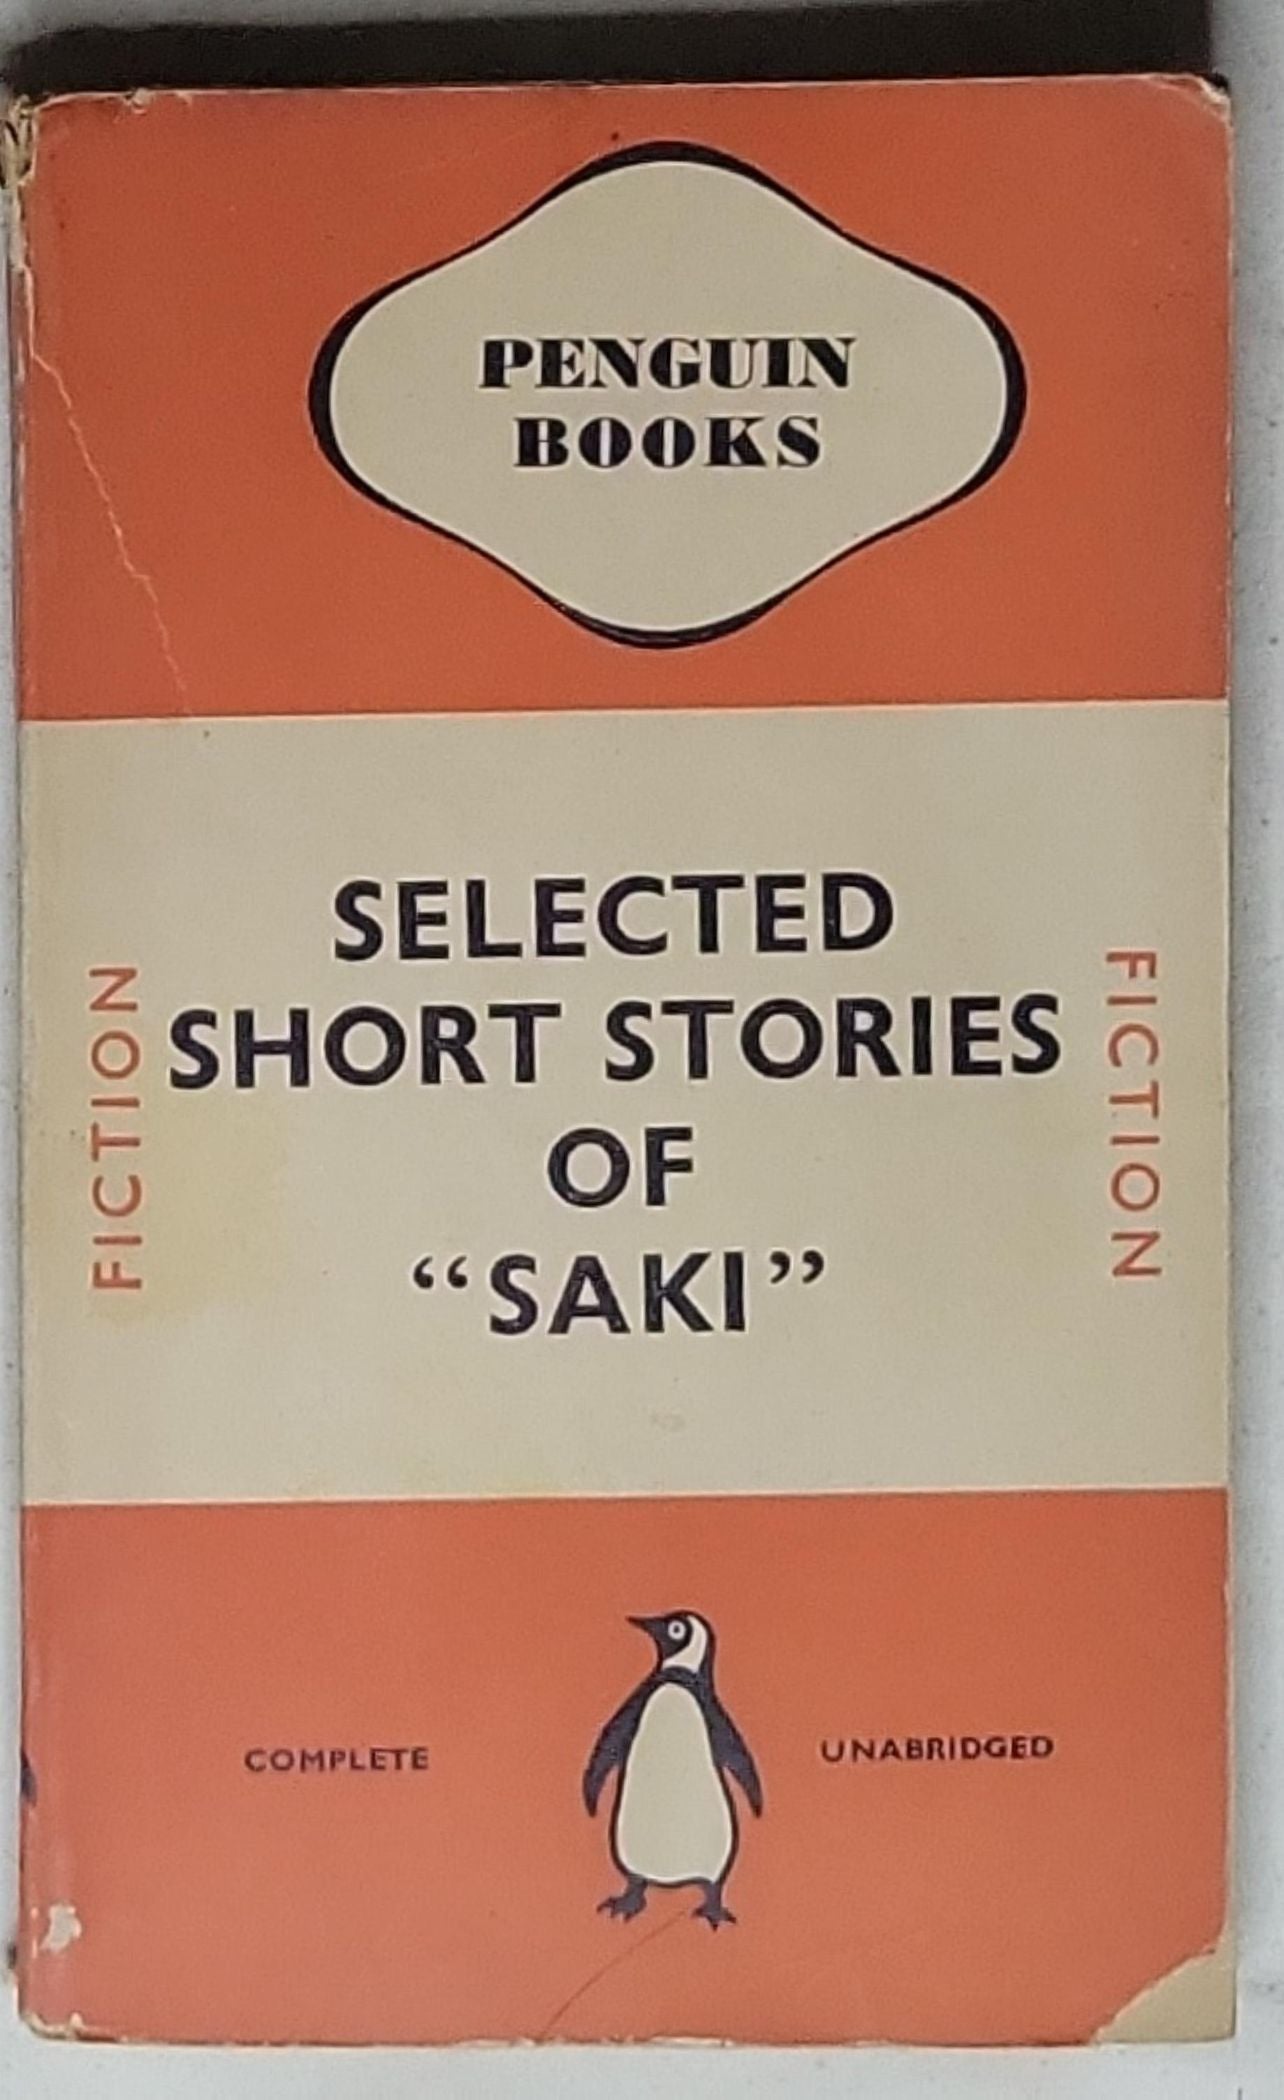 PENGUIN
BOOKS
SELECTED
SHORT STORIES
OF
“SAKI”
FICTION
FICTION
COMPLETE
UNABRIDGED